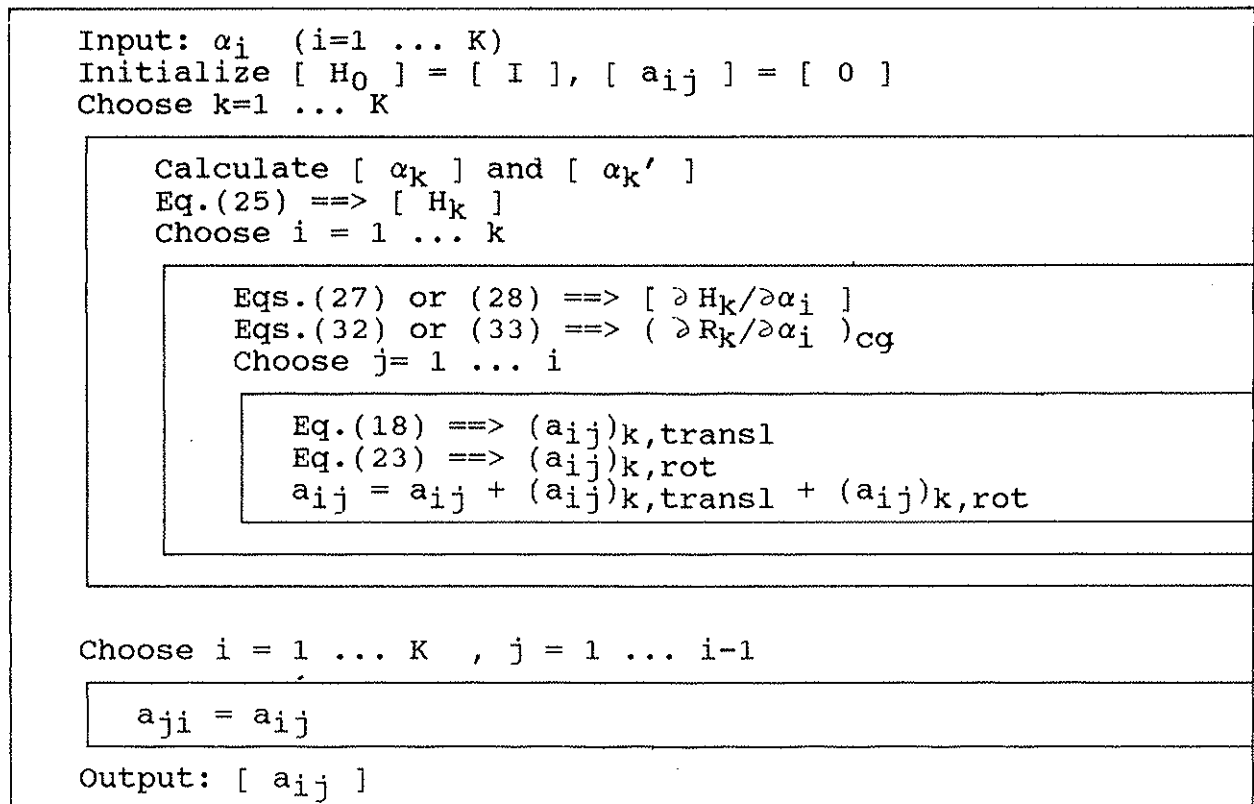 Input: αi (i=1 ... K)
Initialize [ H0 ] = [ I ], [ aij ] = [ 0 ]
Choose k=1 ... K
Calculate [ αk ] and [ αk' ]
Eq.(25) ==> [ Hk ]
Choose i = 1 ... k
Eqs.(27) or (28) ==> [ ∂Hk/∂αi ]
Eqs.(32) or (33) ==> ( ∂Rk/∂αi )cg
Choose j= 1 ... i
Eq.(18) ==> (aij)k,transl
Eq.(23) ==> (aij)k,rot
aij = aij + (aij)k,transl + (aij)k,rot
Choose i = 1 ... K , j = 1 ... i-1
aji = aij
Output: [ aij ]